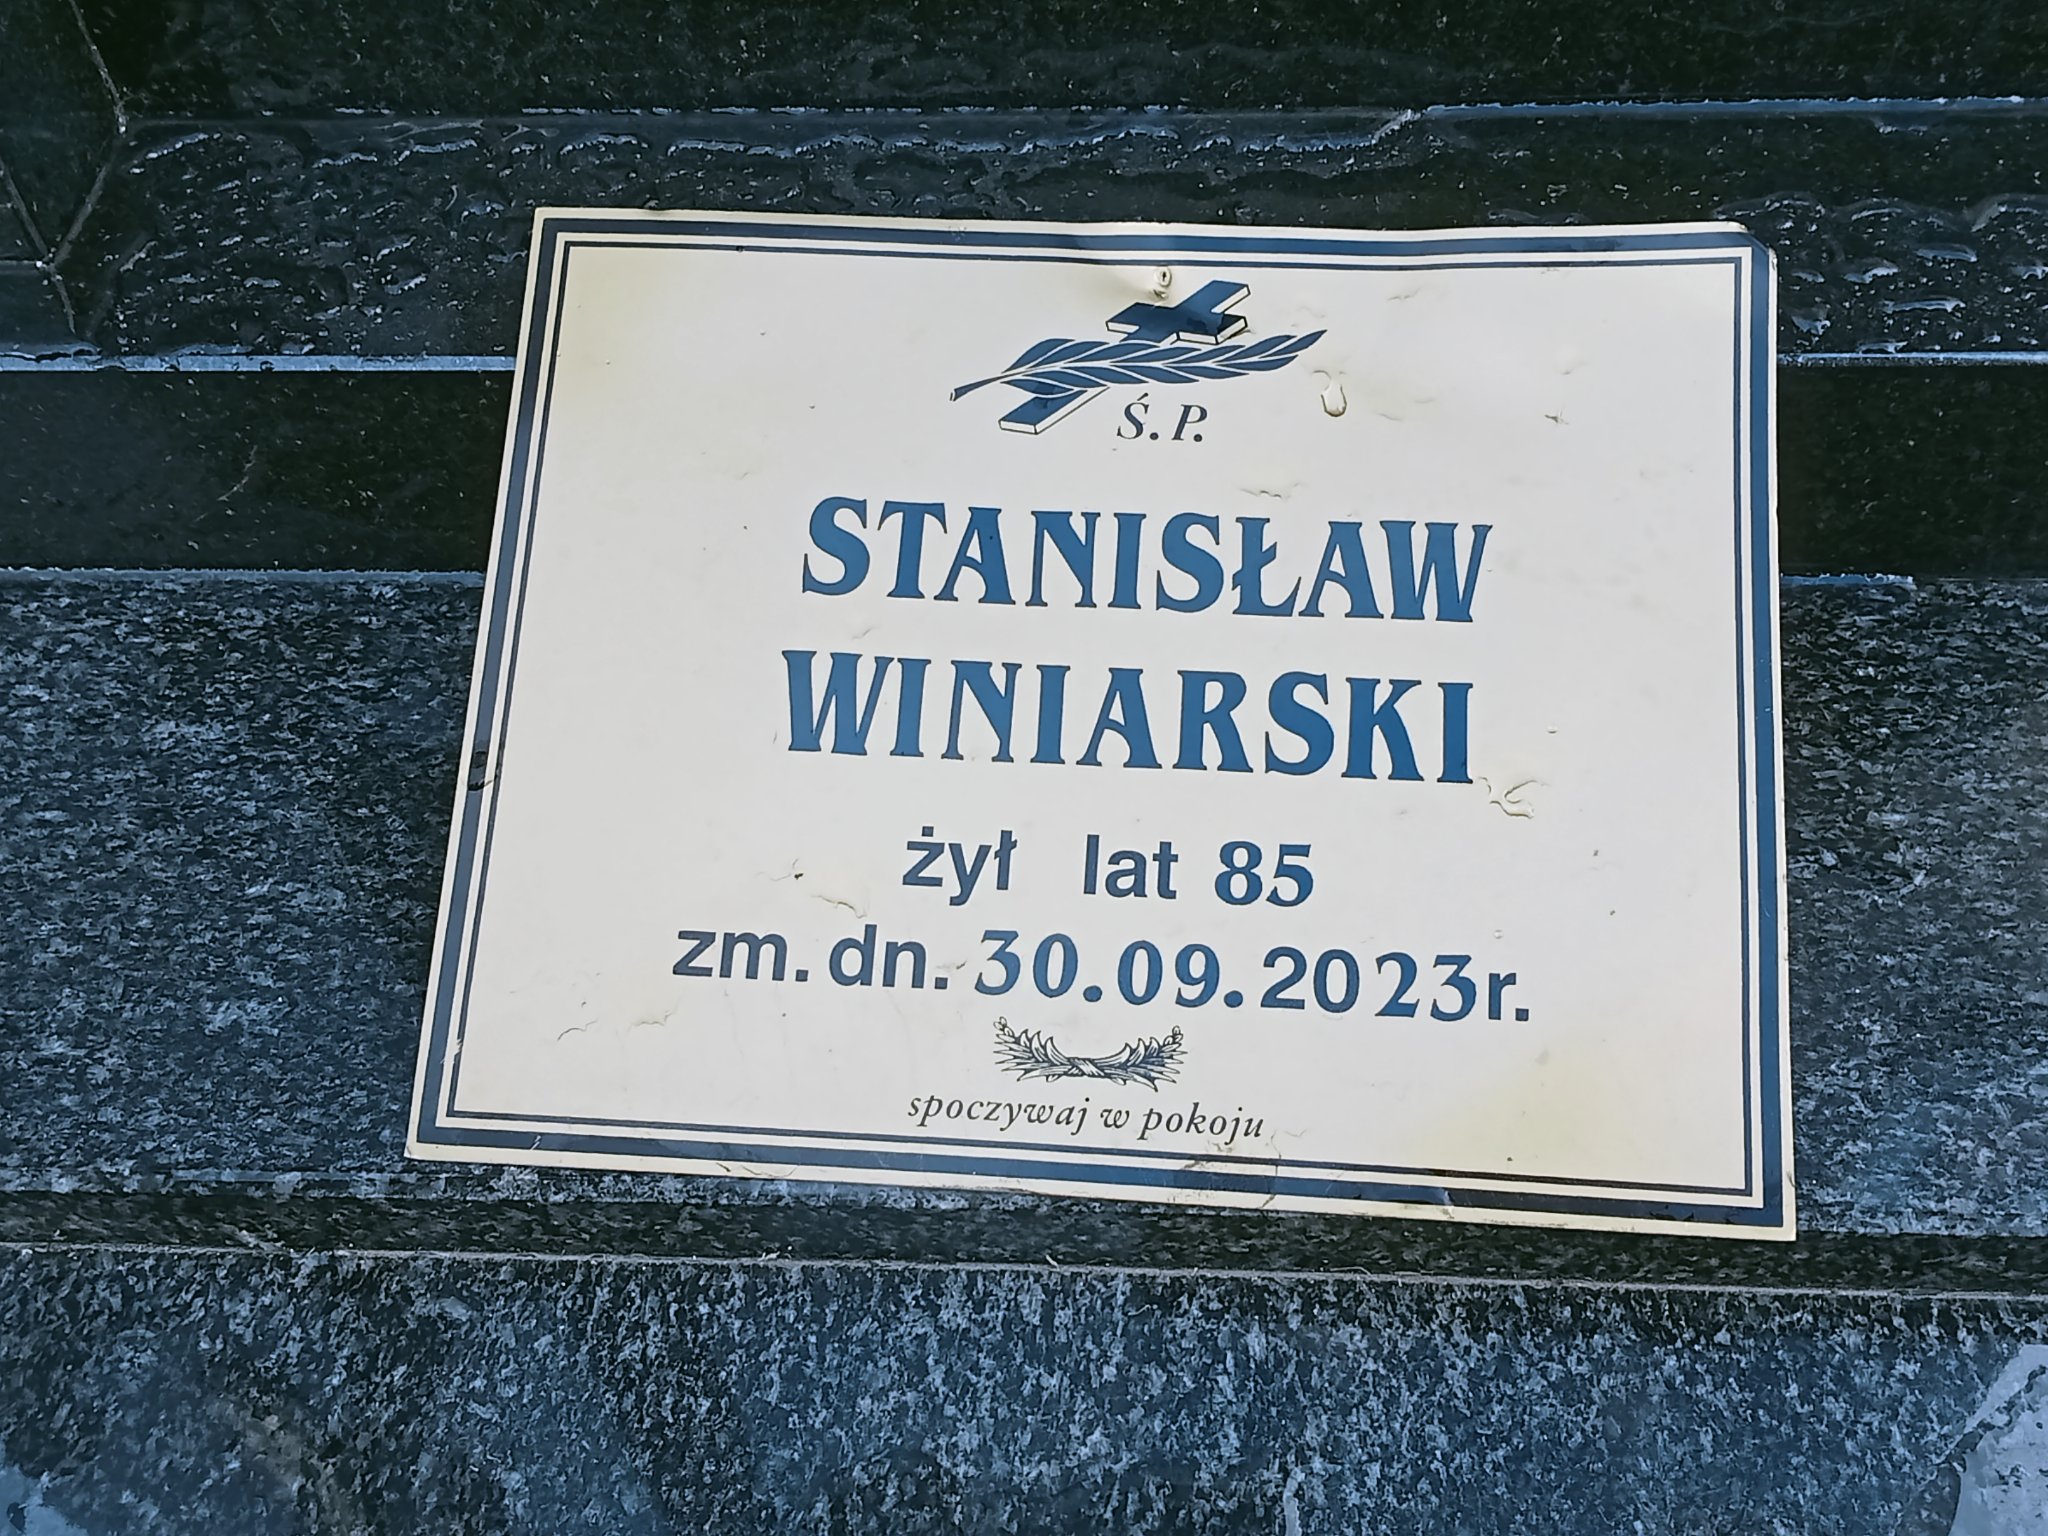 Ś. P.
STANISŁAW
WINIARSKI
żył lat 85
zm. dn. 30.09.2023r.
spoczywaj w pokoju